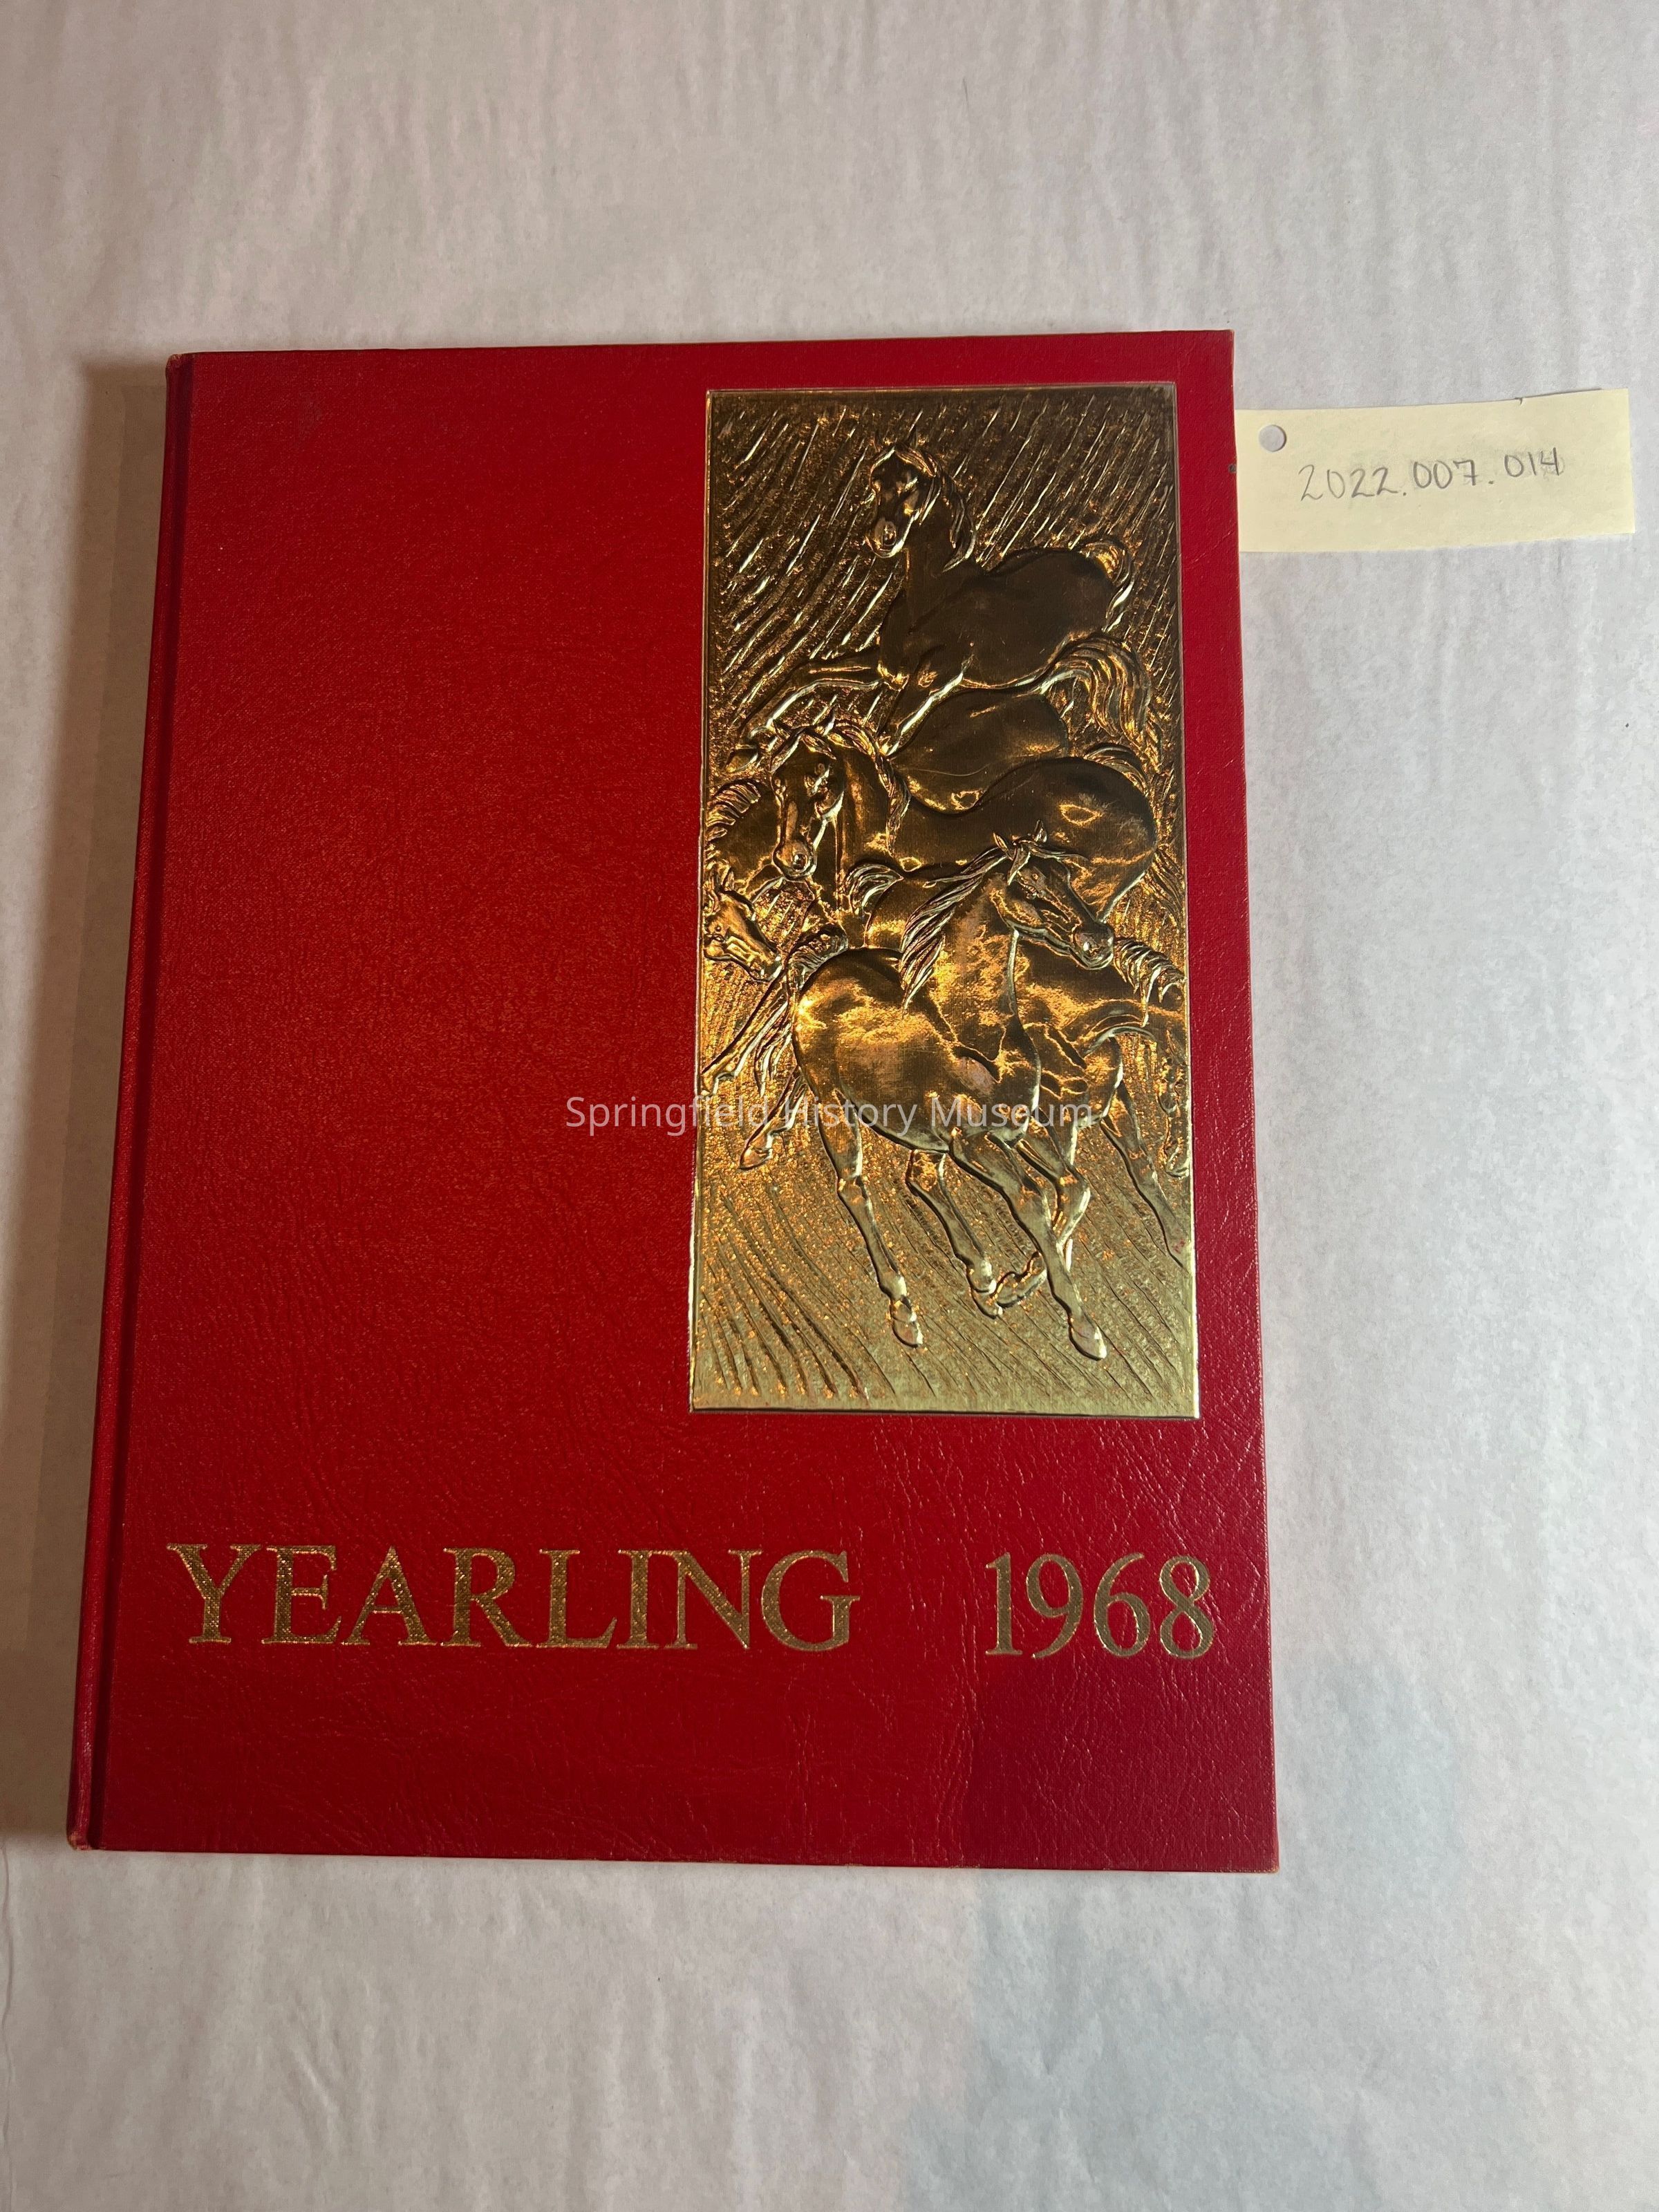 2022.007.014
Springfield History Museum
YEARLING 1968